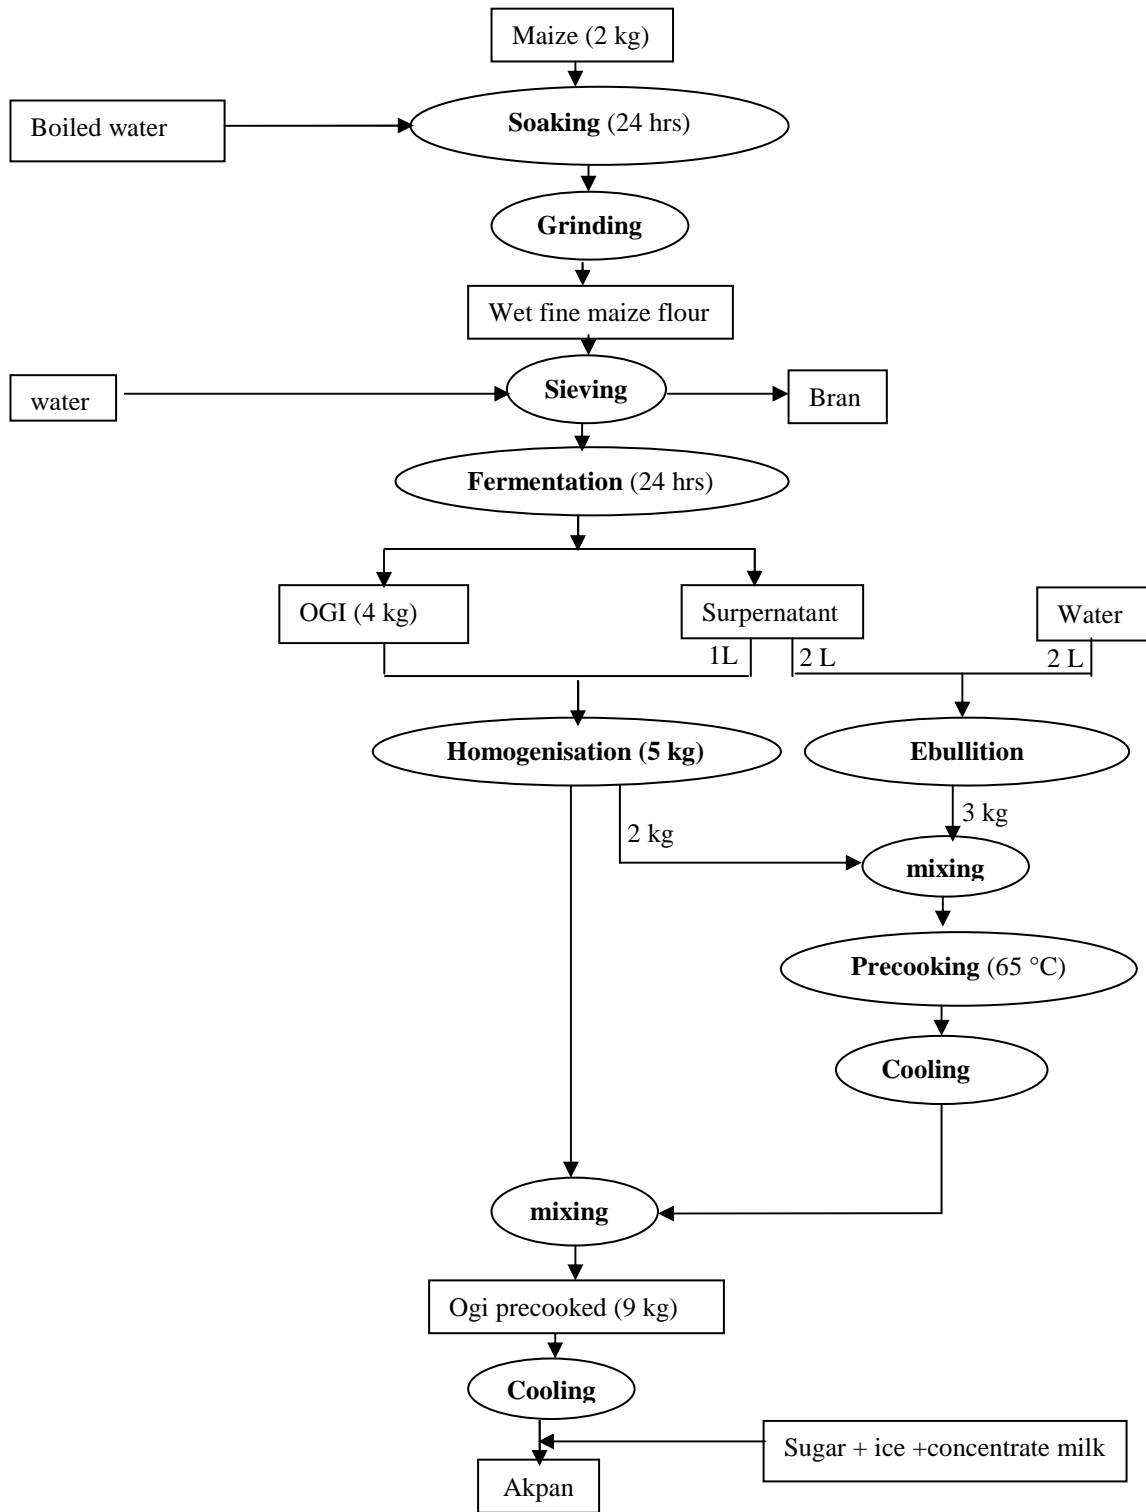 Maize (2 kg)
Boiled water
Soaking (24 hrs)
Grinding
Wet fine maize flour
water
Sieving
Bran
Fermentation (24 hrs)
OGI (4 kg)
Surpernatant
Water
1L
2 L
2 L
Homogenisation (5 kg)
Ebullition
2 kg
3 kg
mixing
Precooking (65 °C)
Cooling
mixing
Ogi precooked (9 kg)
Cooling
Sugar + ice +concentrate milk
Akpan